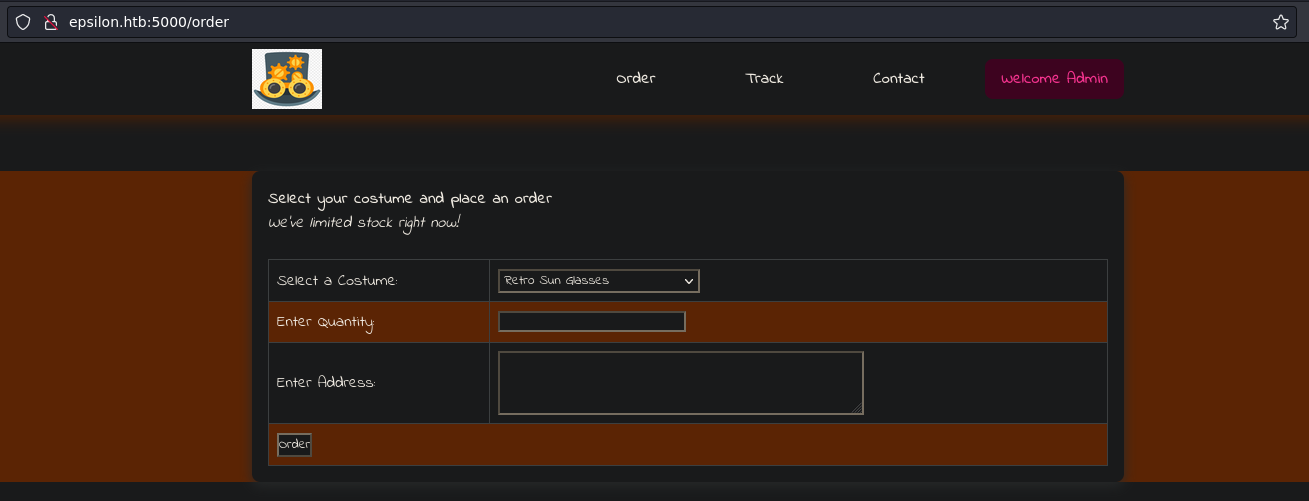 epsilon.htb:5000/order
Order Track Contact Welcome Admin
Select your costume and place an order
We've limited stock right now!
Select a Costume: Retro Sun Glasses
Enter Quantity:
Enter Address:
Order